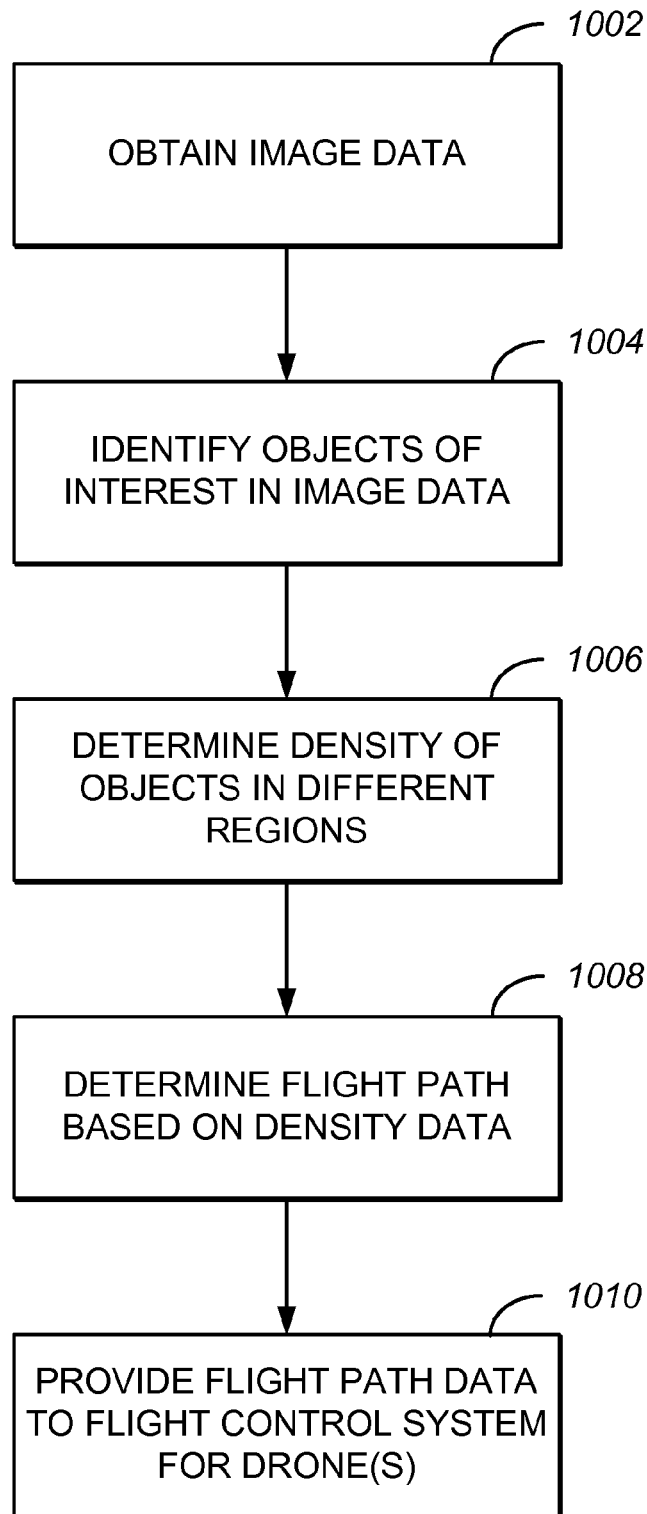 1002
OBTAIN IMAGE DATA
1004
IDENTIFY OBJECTS OF
INTEREST IN IMAGE DATA
1006
DETERMINE DENSITY OF
OBJECTS IN DIFFERENT
REGIONS
1008
DETERMINE FLIGHT PATH
BASED ON DENSITY DATA
1010
PROVIDE FLIGHT PATH DATA
TO FLIGHT CONTROL SYSTEM
FOR DRONE(S)